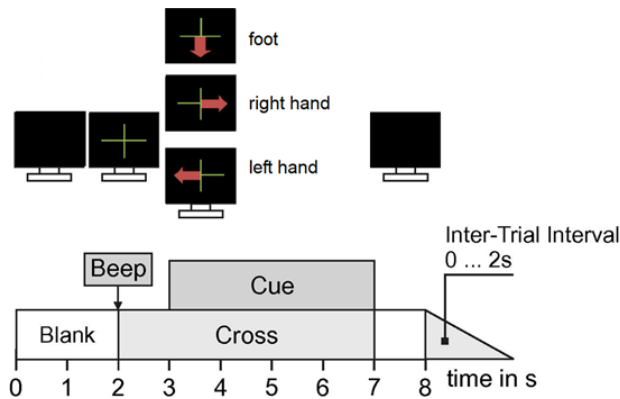 foot
right hand
left hand
Inter-Trial Interval
0 ... 2s
Beep
Cue
Blank
Cross
0 1 2 3 4 5 6 7 8 time in s